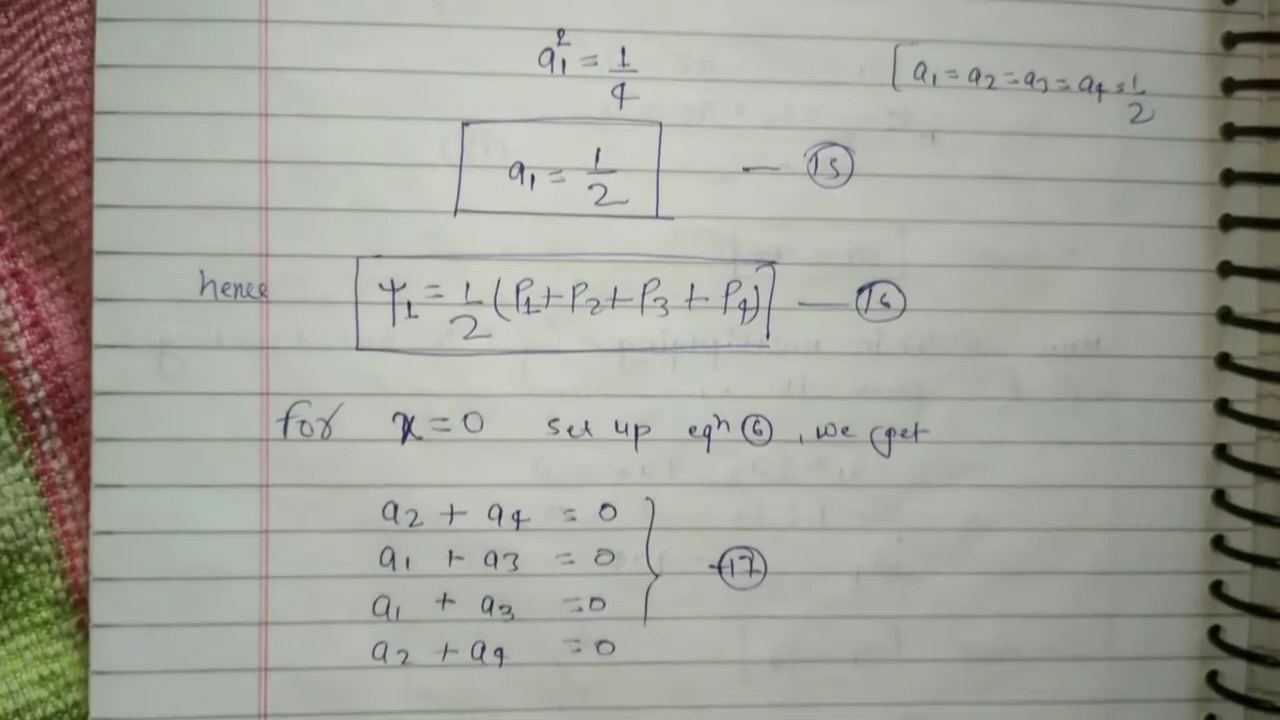 a₁² = 1/4
[a₁ = a₂ = a₃ = a₄ = 1/2
a₁ = 1/2 — (15)
hence ψ₁ = 1/2 (P₁ + P₂ + P₃ + P₄) — (16)
for x = 0 set up eqⁿ (6), we get
a₂ + a₄ = 0
a₁ + a₃ = 0
a₁ + a₃ = 0
a₂ + a₄ = 0
} - (17)